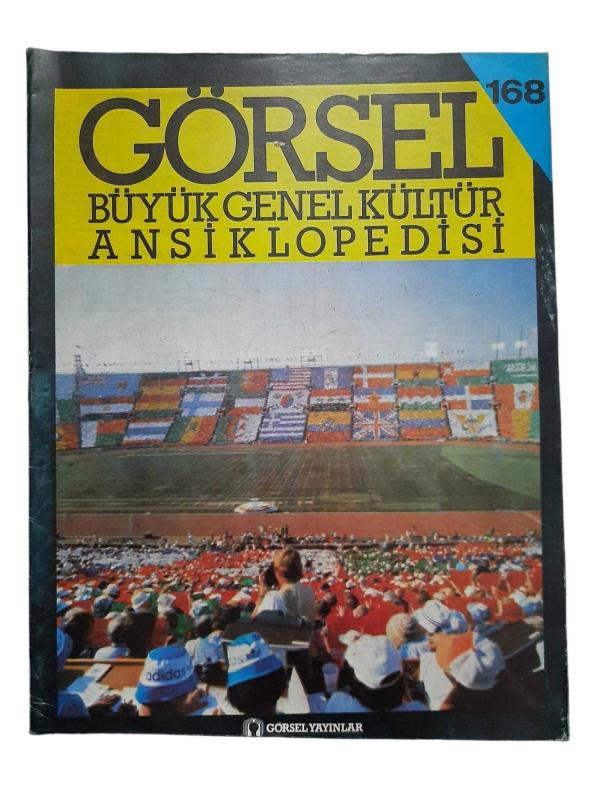 168
GÖRSEL
BÜYÜK GENEL KÜLTÜR
ANSİKLOPEDİSİ
adidas
GÖRSEL YAYINLAR